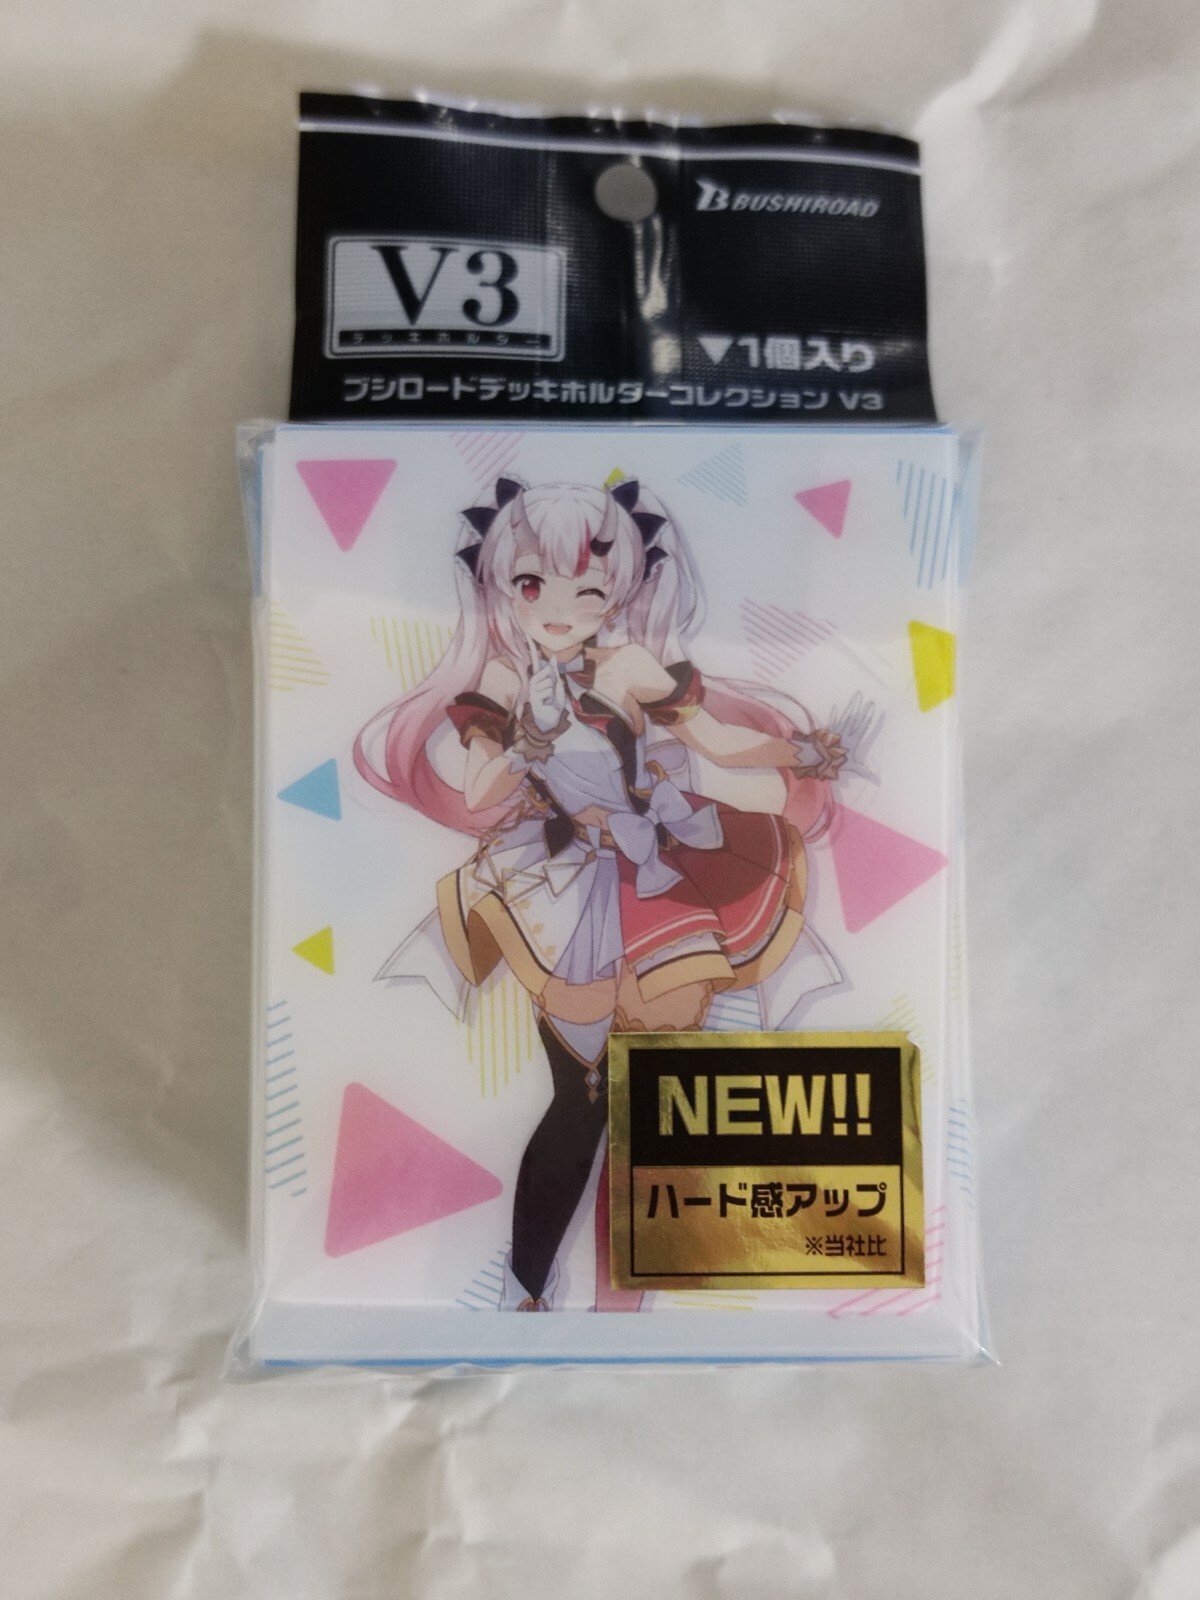 BUSHIROAD
V3
デッキホルダー
▼1個入り
ブシロードデッキホルダーコレクション V3
NEW!!
ハード感アップ
※当社比